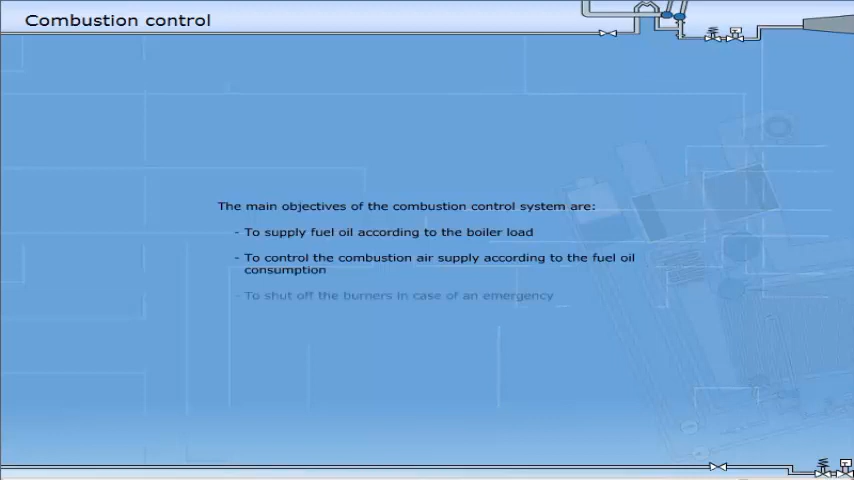 Combustion control
The main objectives of the combustion control system are:
- To supply fuel oil according to the boiler load
- To control the combustion air supply according to the fuel oil
consumption
- To shut off the burners in case of an emergency